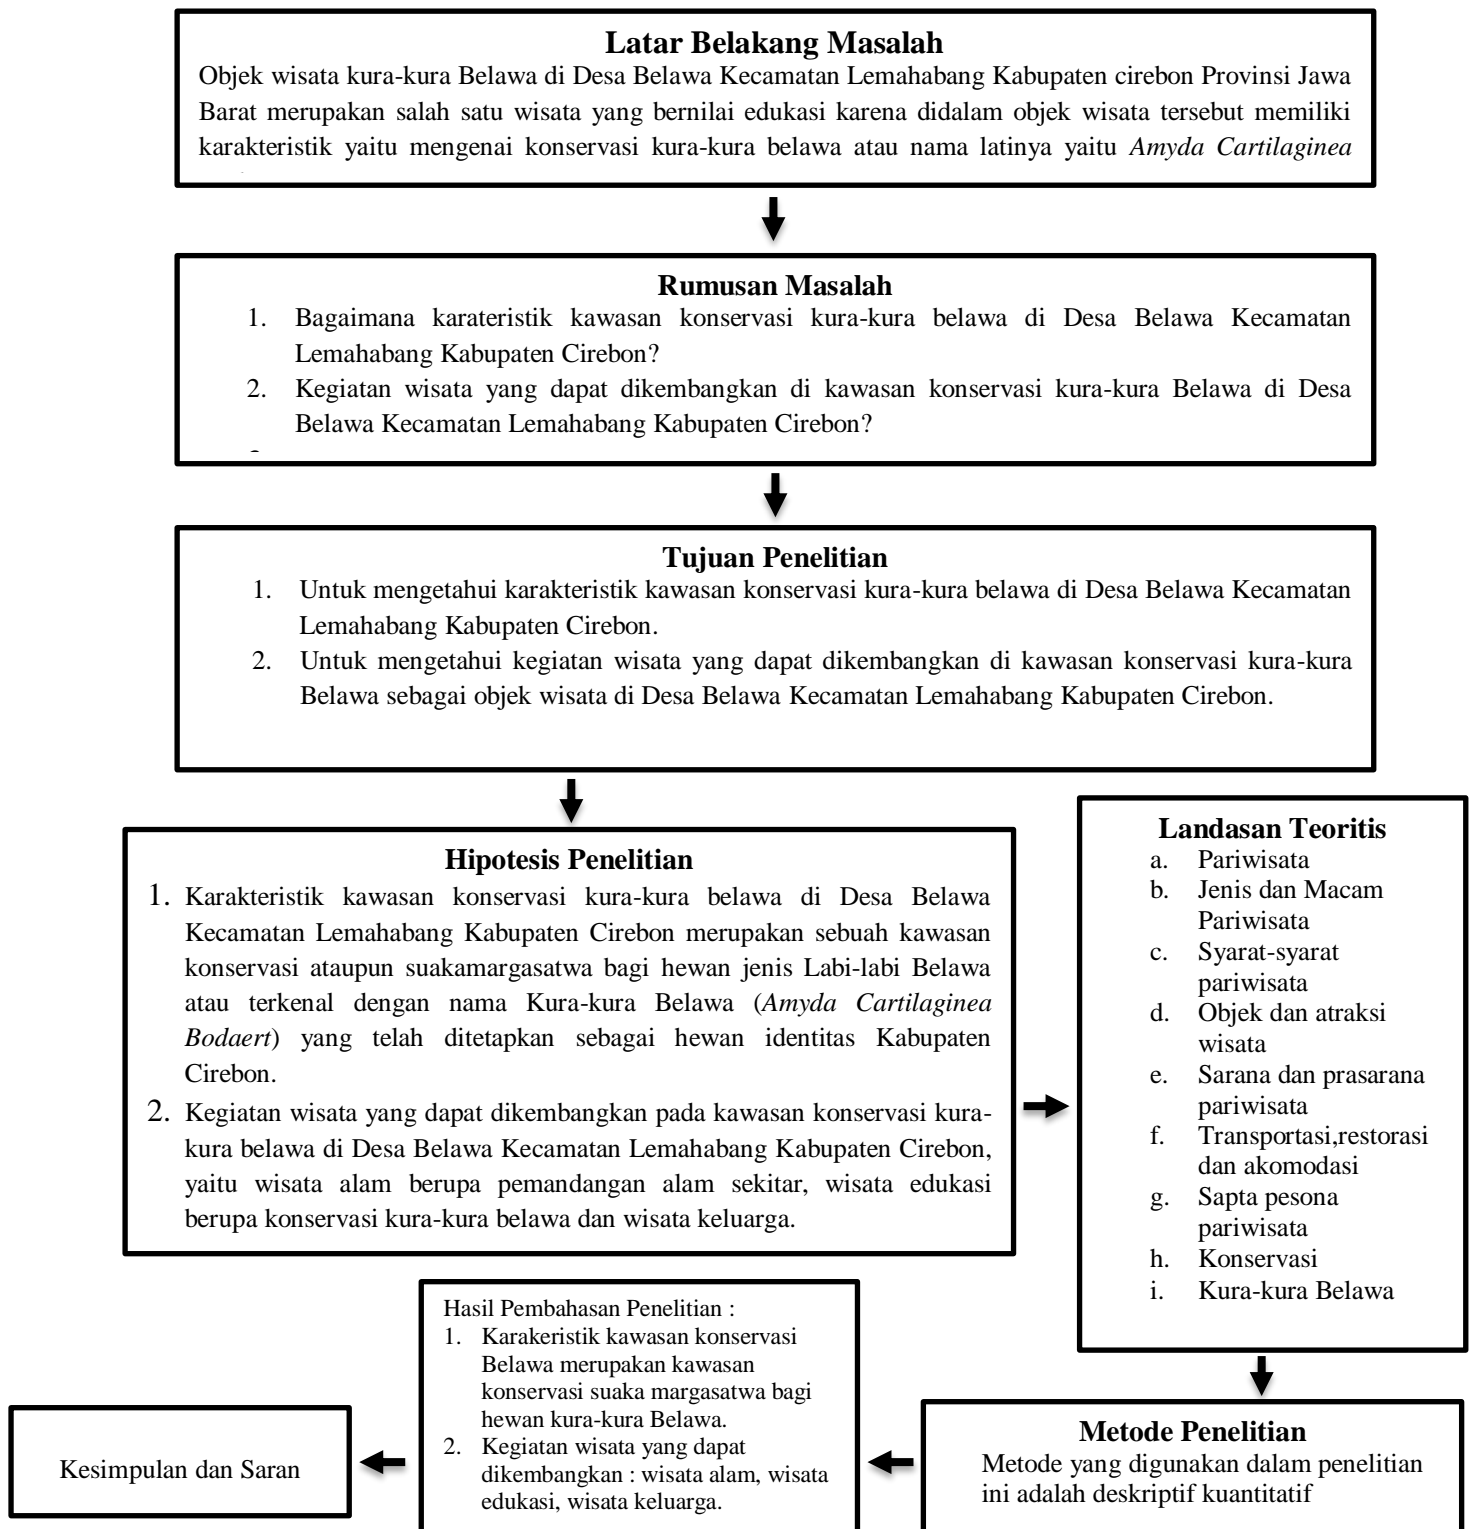 Latar Belakang Masalah
Objek wisata kura-kura Belawa di Desa Belawa Kecamatan Lemahabang Kabupaten cirebon Provinsi Jawa
Barat merupakan salah satu wisata yang bernilai edukasi karena didalam objek wisata tersebut memiliki
karakteristik yaitu mengenai konservasi kura-kura belawa atau nama latinya yaitu Amyda Cartilaginea
Rumusan Masalah
1. Bagaimana karateristik kawasan konservasi kura-kura belawa di Desa Belawa Kecamatan
Lemahabang Kabupaten Cirebon?
2. Kegiatan wisata yang dapat dikembangkan di kawasan konservasi kura-kura Belawa di Desa
Belawa Kecamatan Lemahabang Kabupaten Cirebon?
Tujuan Penelitian
1. Untuk mengetahui karakteristik kawasan konservasi kura-kura belawa di Desa Belawa Kecamatan
Lemahabang Kabupaten Cirebon.
2. Untuk mengetahui kegiatan wisata yang dapat dikembangkan di kawasan konservasi kura-kura
Belawa sebagai objek wisata di Desa Belawa Kecamatan Lemahabang Kabupaten Cirebon.
Hipotesis Penelitian
1. Karakteristik kawasan konservasi kura-kura belawa di Desa Belawa
Kecamatan Lemahabang Kabupaten Cirebon merupakan sebuah kawasan
konservasi ataupun suakamargasatwa bagi hewan jenis Labi-labi Belawa
atau terkenal dengan nama Kura-kura Belawa (Amyda Cartilaginea
Bodaert) yang telah ditetapkan sebagai hewan identitas Kabupaten
Cirebon.
2. Kegiatan wisata yang dapat dikembangkan pada kawasan konservasi kura-
kura belawa di Desa Belawa Kecamatan Lemahabang Kabupaten Cirebon,
yaitu wisata alam berupa pemandangan alam sekitar, wisata edukasi
berupa konservasi kura-kura belawa dan wisata keluarga.
Landasan Teoritis
a. Pariwisata
b. Jenis dan Macam
Pariwisata
c. Syarat-syarat
pariwisata
d. Objek dan atraksi
wisata
e. Sarana dan prasarana
pariwisata
f. Transportasi,restorasi
dan akomodasi
g. Sapta pesona
pariwisata
h. Konservasi
i. Kura-kura Belawa
Metode Penelitian
Metode yang digunakan dalam penelitian
ini adalah deskriptif kuantitatif
Hasil Pembahasan Penelitian :
1. Karakeristik kawasan konservasi
Belawa merupakan kawasan
konservasi suaka margasatwa bagi
hewan kura-kura Belawa.
2. Kegiatan wisata yang dapat
dikembangkan : wisata alam, wisata
edukasi, wisata keluarga.
Kesimpulan dan Saran